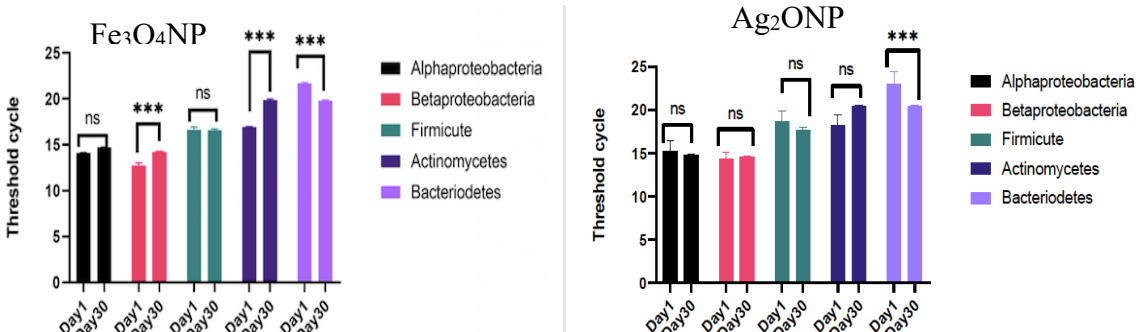 Fe₃O₄NP
Threshold cycle
25
20
15
10
5
0
ns
***
ns
***
***
Day1
Day30
Day1
Day30
Day1
Day30
Day1
Day30
Day1
Day30
Alphaproteobacteria
Betaproteobacteria
Firmicute
Actinomycetes
Bacteriodetes
Ag₂ONP
Threshold cycle
25
20
15
10
5
0
ns
ns
ns
ns
***
Day1
Day30
Day1
Day30
Day1
Day30
Day1
Day30
Day1
Day30
Alphaproteobacteria
Betaproteobacteria
Firmicute
Actinomycetes
Bacteriodetes